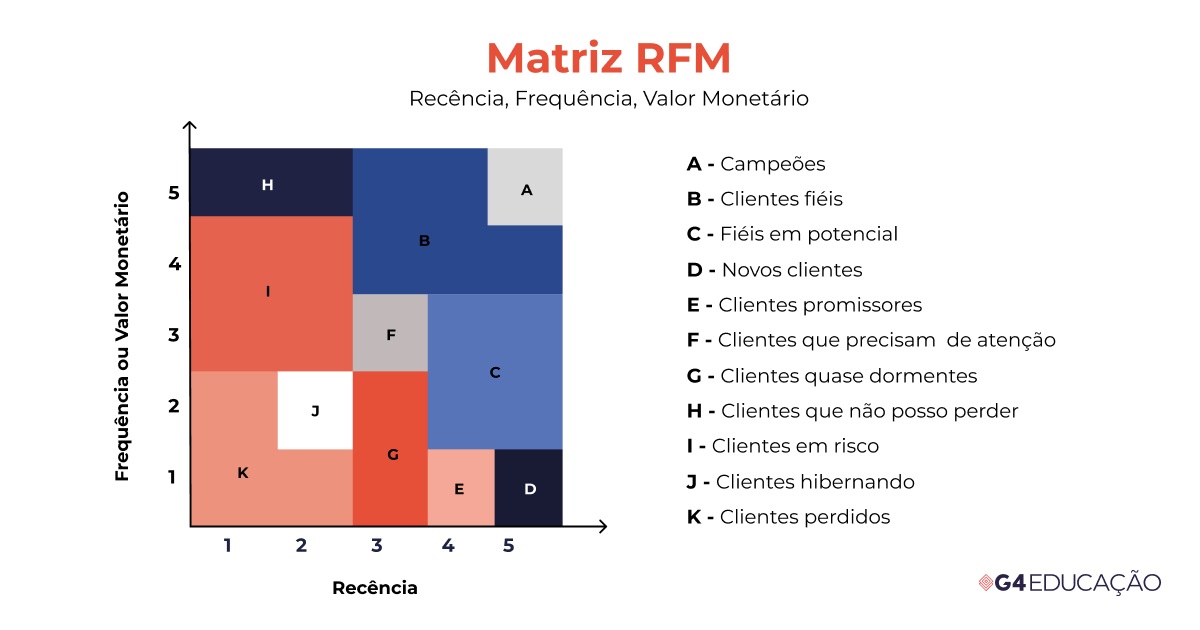 Matriz RFM
Recência, Frequência, Valor Monetário
Frequência ou Valor Monetário
5
4
3
2
1
H
A
B
I
F
C
J
G
K
E
D
1 2 3 4 5
Recência
A - Campeões
B - Clientes fiéis
C - Fiéis em potencial
D - Novos clientes
E - Clientes promissores
F - Clientes que precisam  de atenção
G - Clientes quase dormentes
H - Clientes que não posso perder
I - Clientes em risco
J - Clientes hibernando
K - Clientes perdidos
G4 EDUCAÇÃO